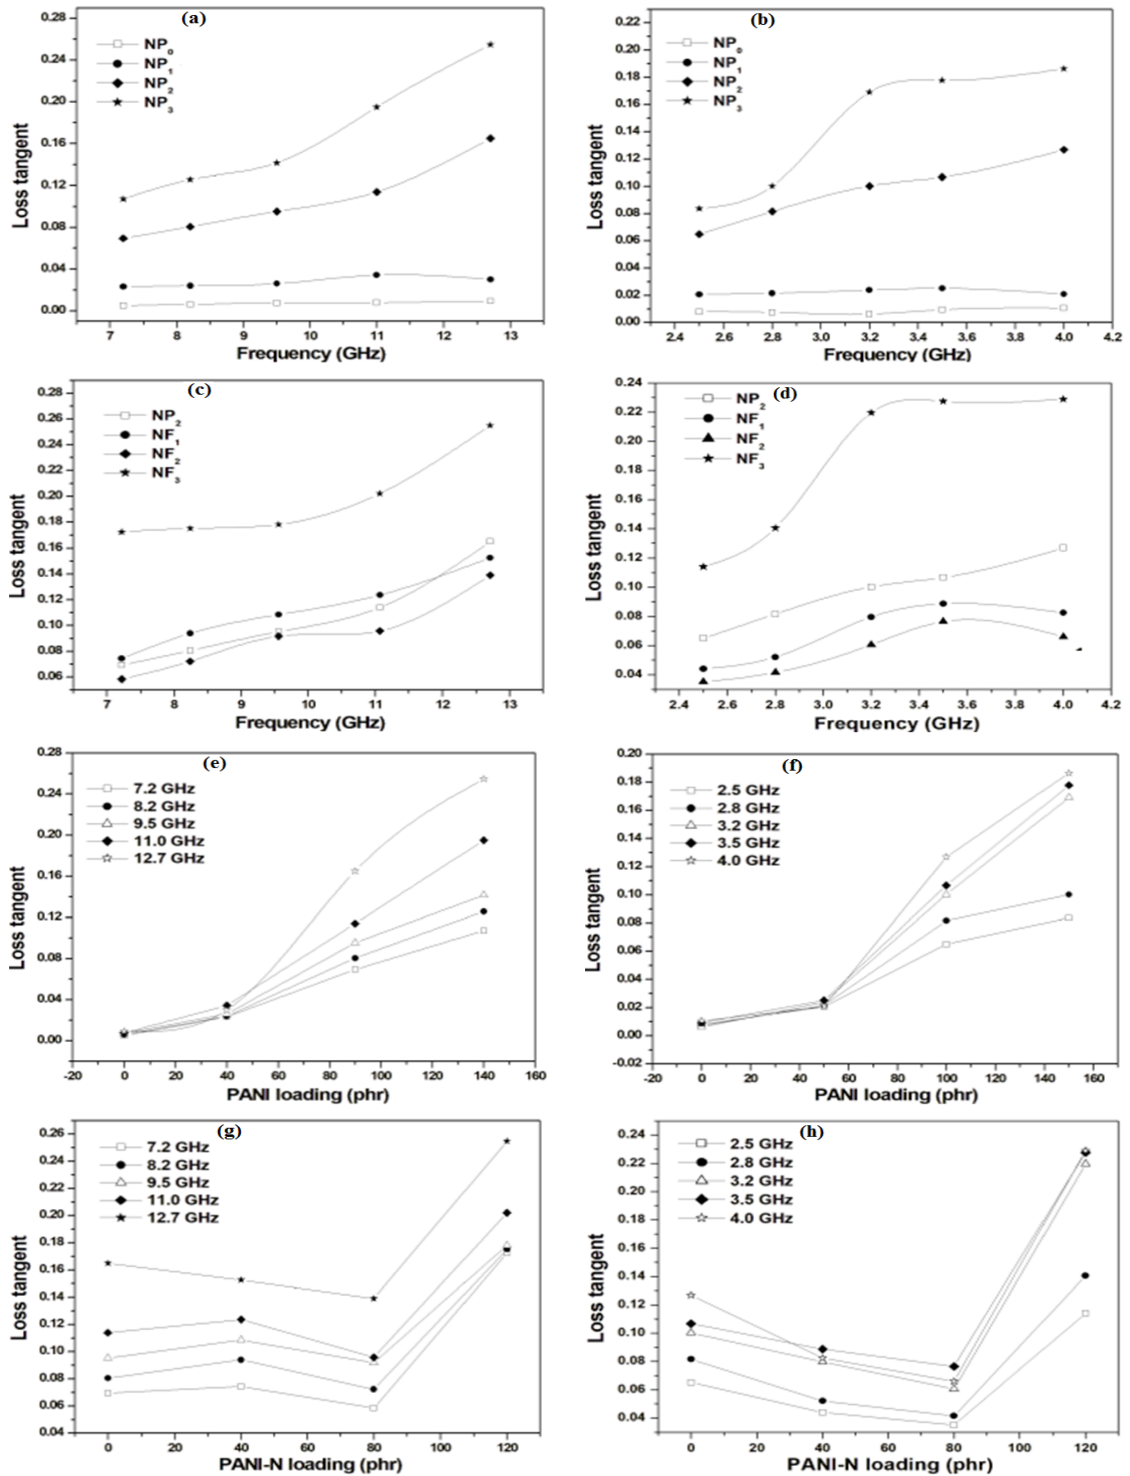 (a)
NP0
NP1
NP2
NP3
Loss tangent
0.28
0.24
0.20
0.16
0.12
0.08
0.04
0.00
7 8 9 10 11 12 13
Frequency (GHz)
(b)
NP0
NP1
NP2
NP3
Loss tangent
0.22
0.20
0.18
0.16
0.14
0.12
0.10
0.08
0.06
0.04
0.02
0.00
2.4 2.6 2.8 3.0 3.2 3.4 3.6 3.8 4.0 4.2
Frequency (GHz)
(c)
NP2
NF1
NF2
NF3
Loss tangent
0.28
0.26
0.24
0.22
0.20
0.18
0.16
0.14
0.12
0.10
0.08
0.06
7 8 9 10 11 12 13
Frequency (GHz)
(d)
NP2
NF1
NF2
NF3
Loss tangent
0.24
0.22
0.20
0.18
0.16
0.14
0.12
0.10
0.08
0.06
0.04
2.4 2.6 2.8 3.0 3.2 3.4 3.6 3.8 4.0 4.2
Frequency (GHz)
(e)
7.2 GHz
8.2 GHz
9.5 GHz
11.0 GHz
12.7 GHz
Loss tangent
0.28
0.24
0.20
0.16
0.12
0.08
0.04
0.00
-20 0 20 40 60 80 100 120 140 160
PANI loading (phr)
(f)
2.5 GHz
2.8 GHz
3.2 GHz
3.5 GHz
4.0 GHz
Loss tangent
0.20
0.18
0.16
0.14
0.12
0.10
0.08
0.06
0.04
0.02
0.00
-0.02
-20 0 20 40 60 80 100 120 140 160
PANI loading (phr)
(g)
7.2 GHz
8.2 GHz
9.5 GHz
11.0 GHz
12.7 GHz
Loss tangent
0.26
0.24
0.22
0.20
0.18
0.16
0.14
0.12
0.10
0.08
0.06
0.04
0 20 40 60 80 100 120
PANI-N loading (phr)
(h)
2.5 GHz
2.8 GHz
3.2 GHz
3.5 GHz
4.0 GHz
Loss tangent
0.24
0.22
0.20
0.18
0.16
0.14
0.12
0.10
0.08
0.06
0.04
0 20 40 60 80 100 120
PANI-N loading (phr)